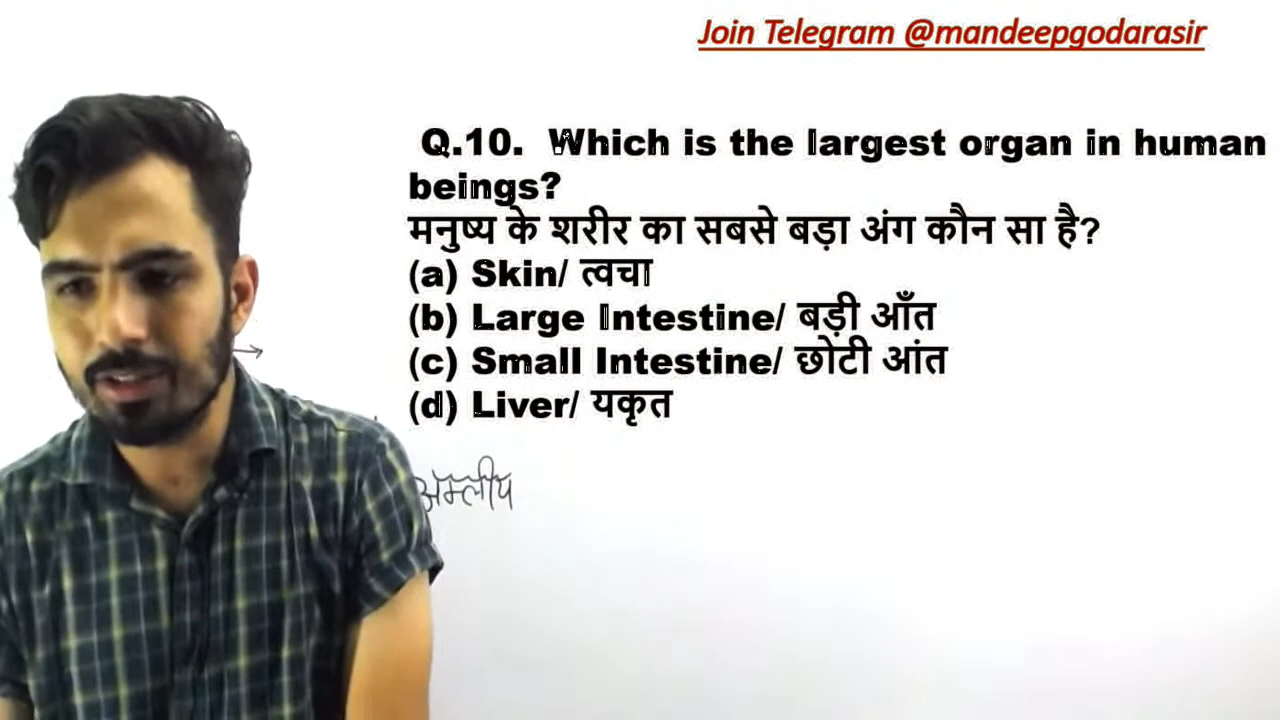 Join Telegram @mandeepgodarasir
Q.10. Which is the largest organ in human
beings?
मनुष्य के शरीर का सबसे बड़ा अंग कौन सा है?
(a) Skin/ त्वचा
(b) Large Intestine/ बड़ी आँत
(c) Small Intestine/ छोटी आंत
(d) Liver/ यकृत
अम्लीय